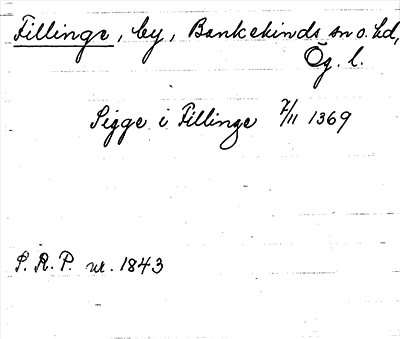 Fillinge, by, Bankekinds sn o. hd,
Ög. l.
Sigge i Fillinge 7/11 1369
S. R. P. nr. 1843